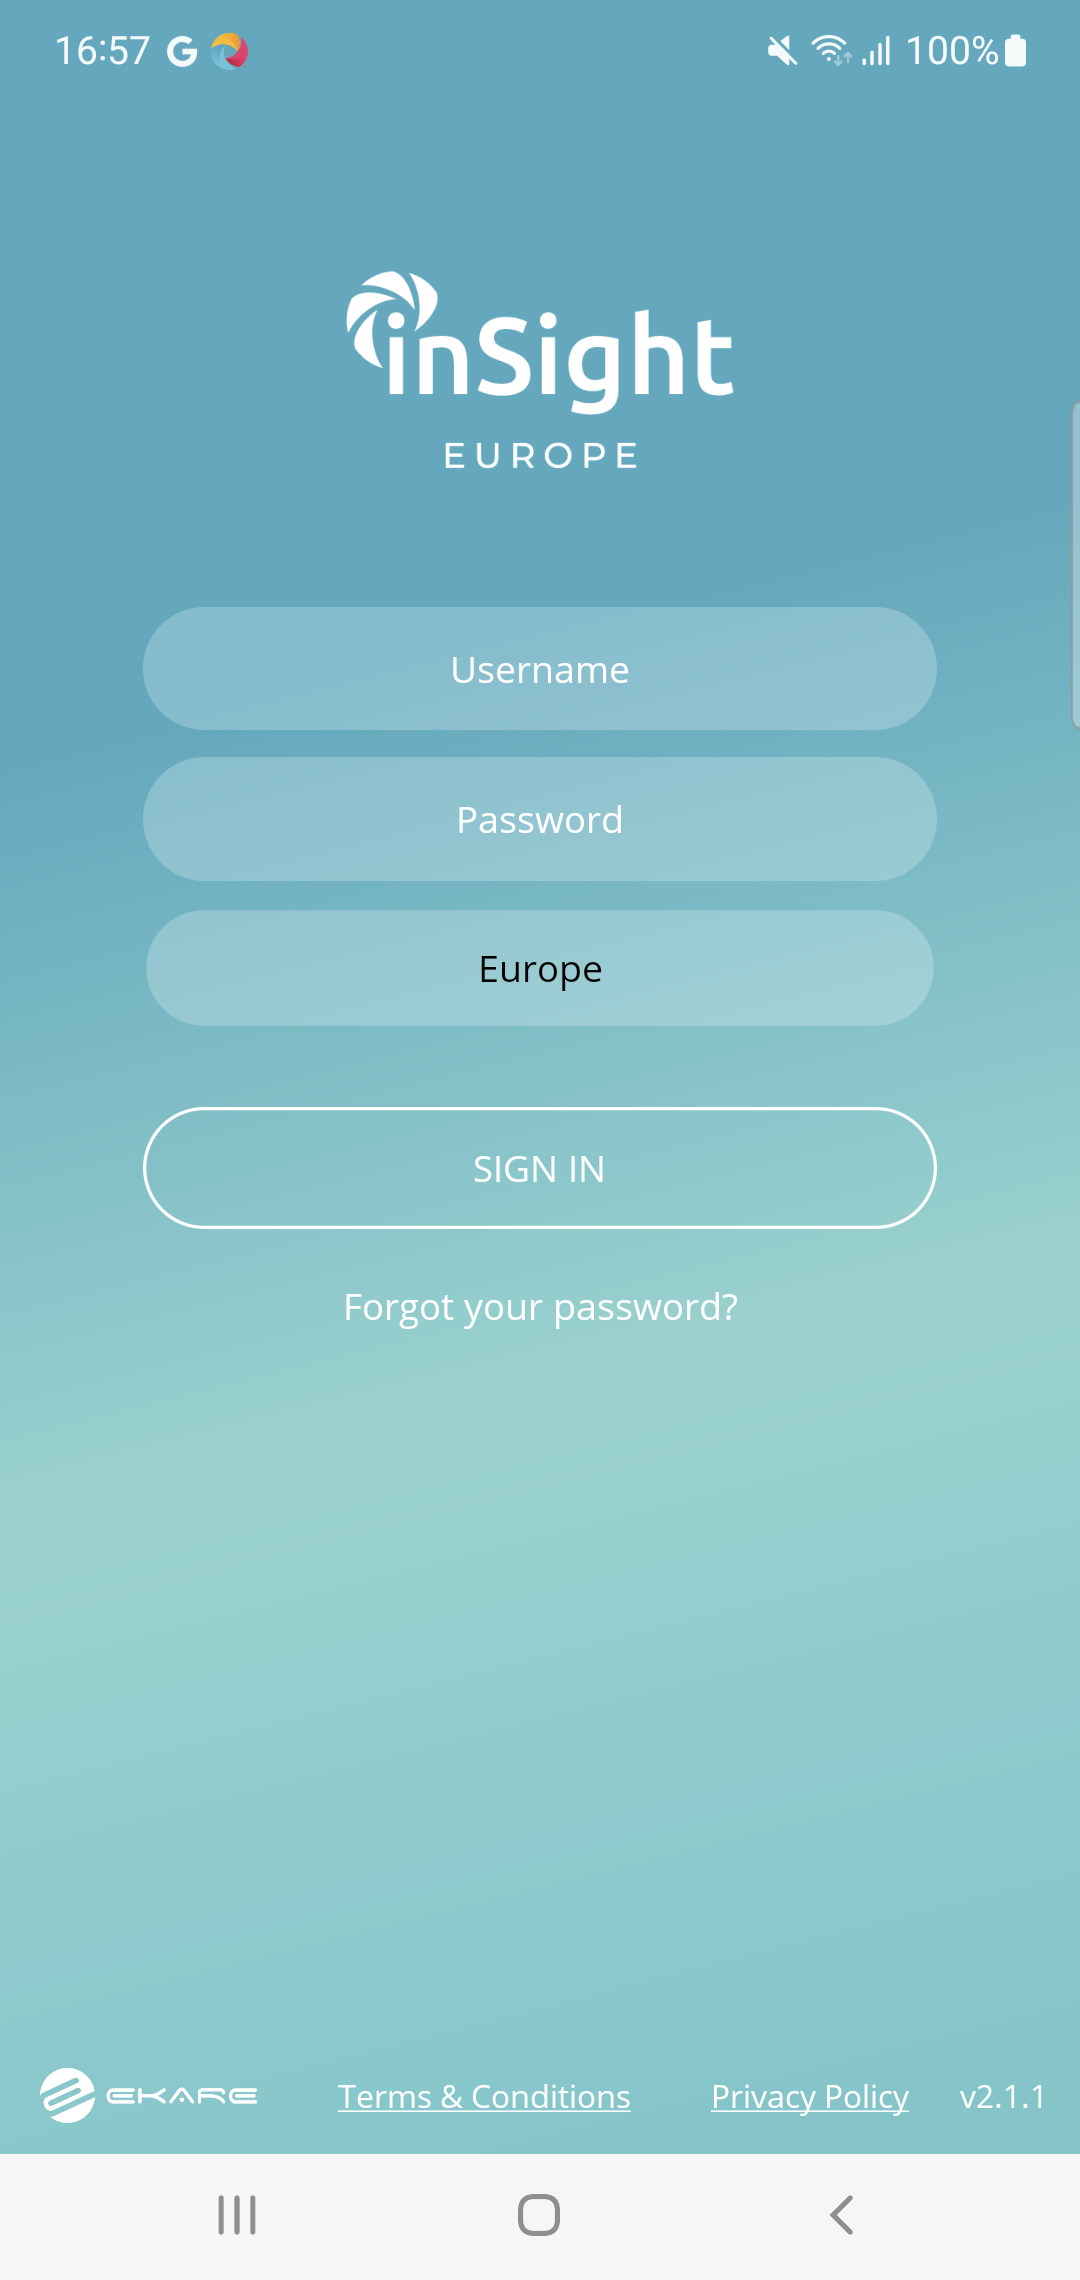 16:57 G 100%
inSight
EUROPE
Username
Password
Europe
SIGN IN
Forgot your password?
EKARE Terms & Conditions Privacy Policy v2.1.1